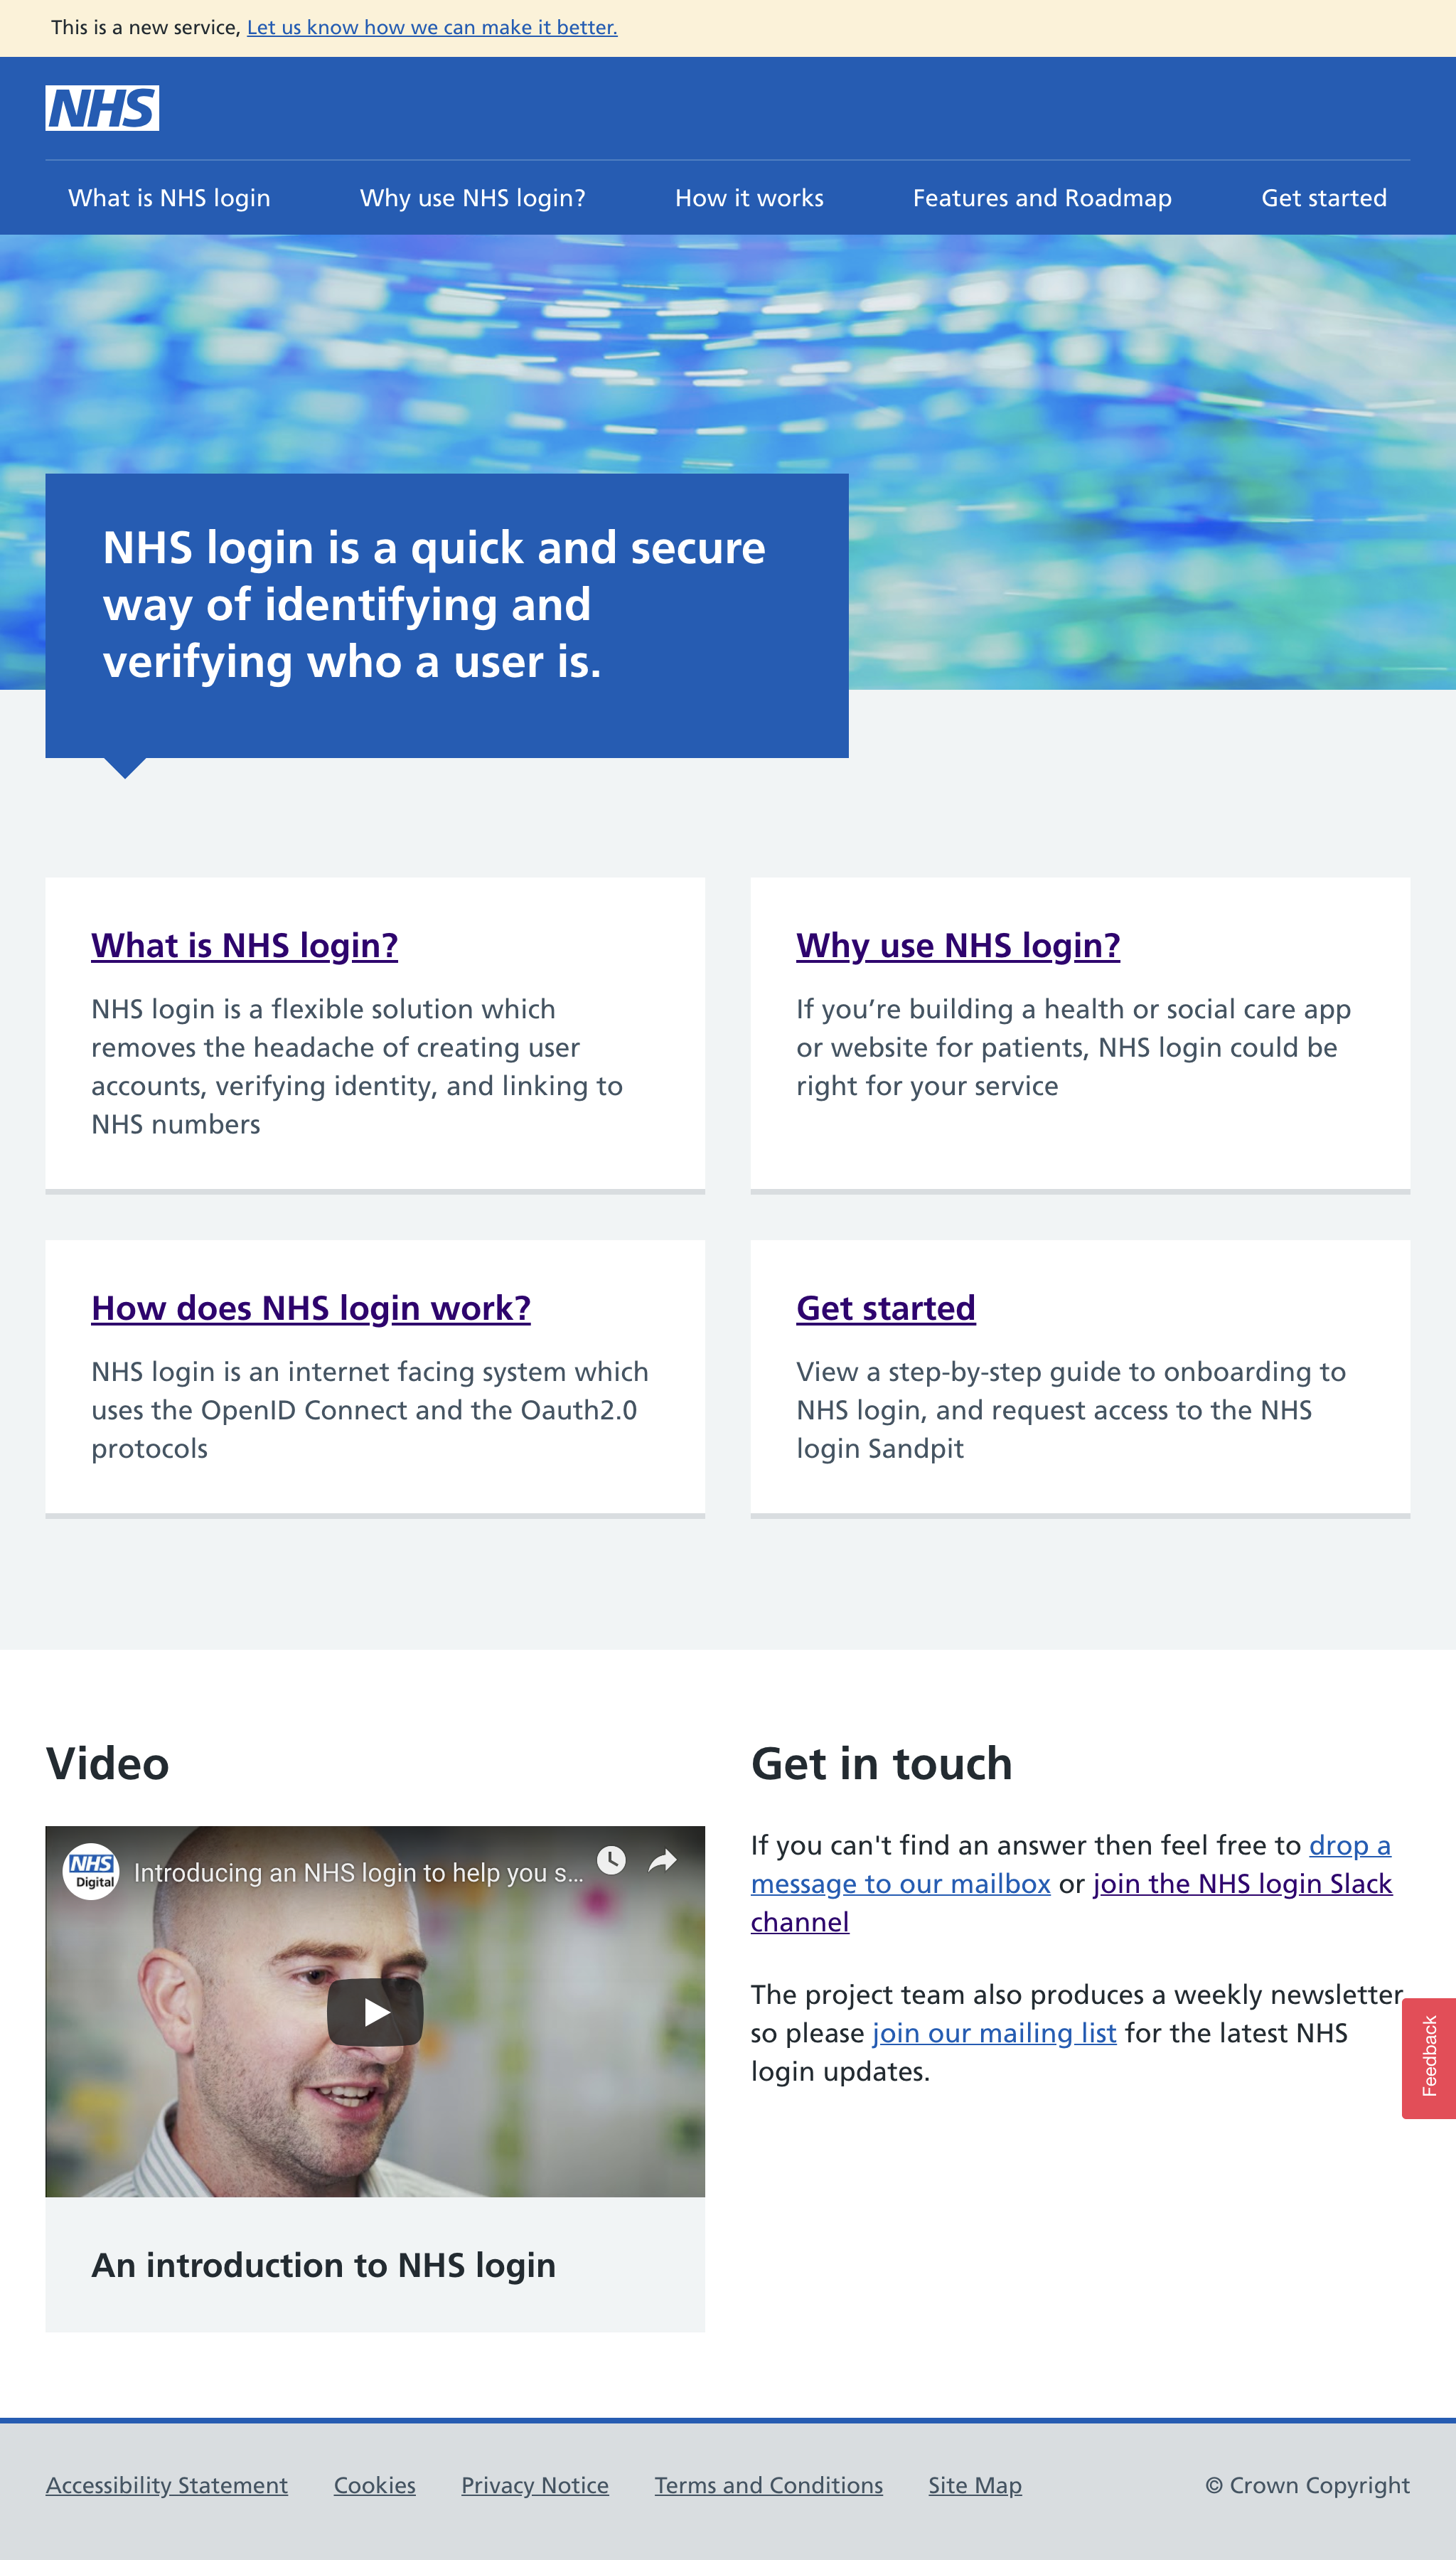 This is a new service, Let us know how we can make it better.
NHS
What is NHS login
Why use NHS login?
How it works
Features and Roadmap
Get started
NHS login is a quick and secure
way of identifying and
verifying who a user is.
What is NHS login?
NHS login is a flexible solution which
removes the headache of creating user
accounts, verifying identity, and linking to
NHS numbers
Why use NHS login?
If you’re building a health or social care app
or website for patients, NHS login could be
right for your service
How does NHS login work?
NHS login is an internet facing system which
uses the OpenID Connect and the Oauth2.0
protocols
Get started
View a step-by-step guide to onboarding to
NHS login, and request access to the NHS
login Sandpit
Video
NHS
Digital
Introducing an NHS login to help you s...
An introduction to NHS login
Get in touch
If you can't find an answer then feel free to drop a
message to our mailbox or join the NHS login Slack
channel
The project team also produces a weekly newsletter
so please join our mailing list for the latest NHS
login updates.
Feedback
Accessibility Statement
Cookies
Privacy Notice
Terms and Conditions
Site Map
© Crown Copyright